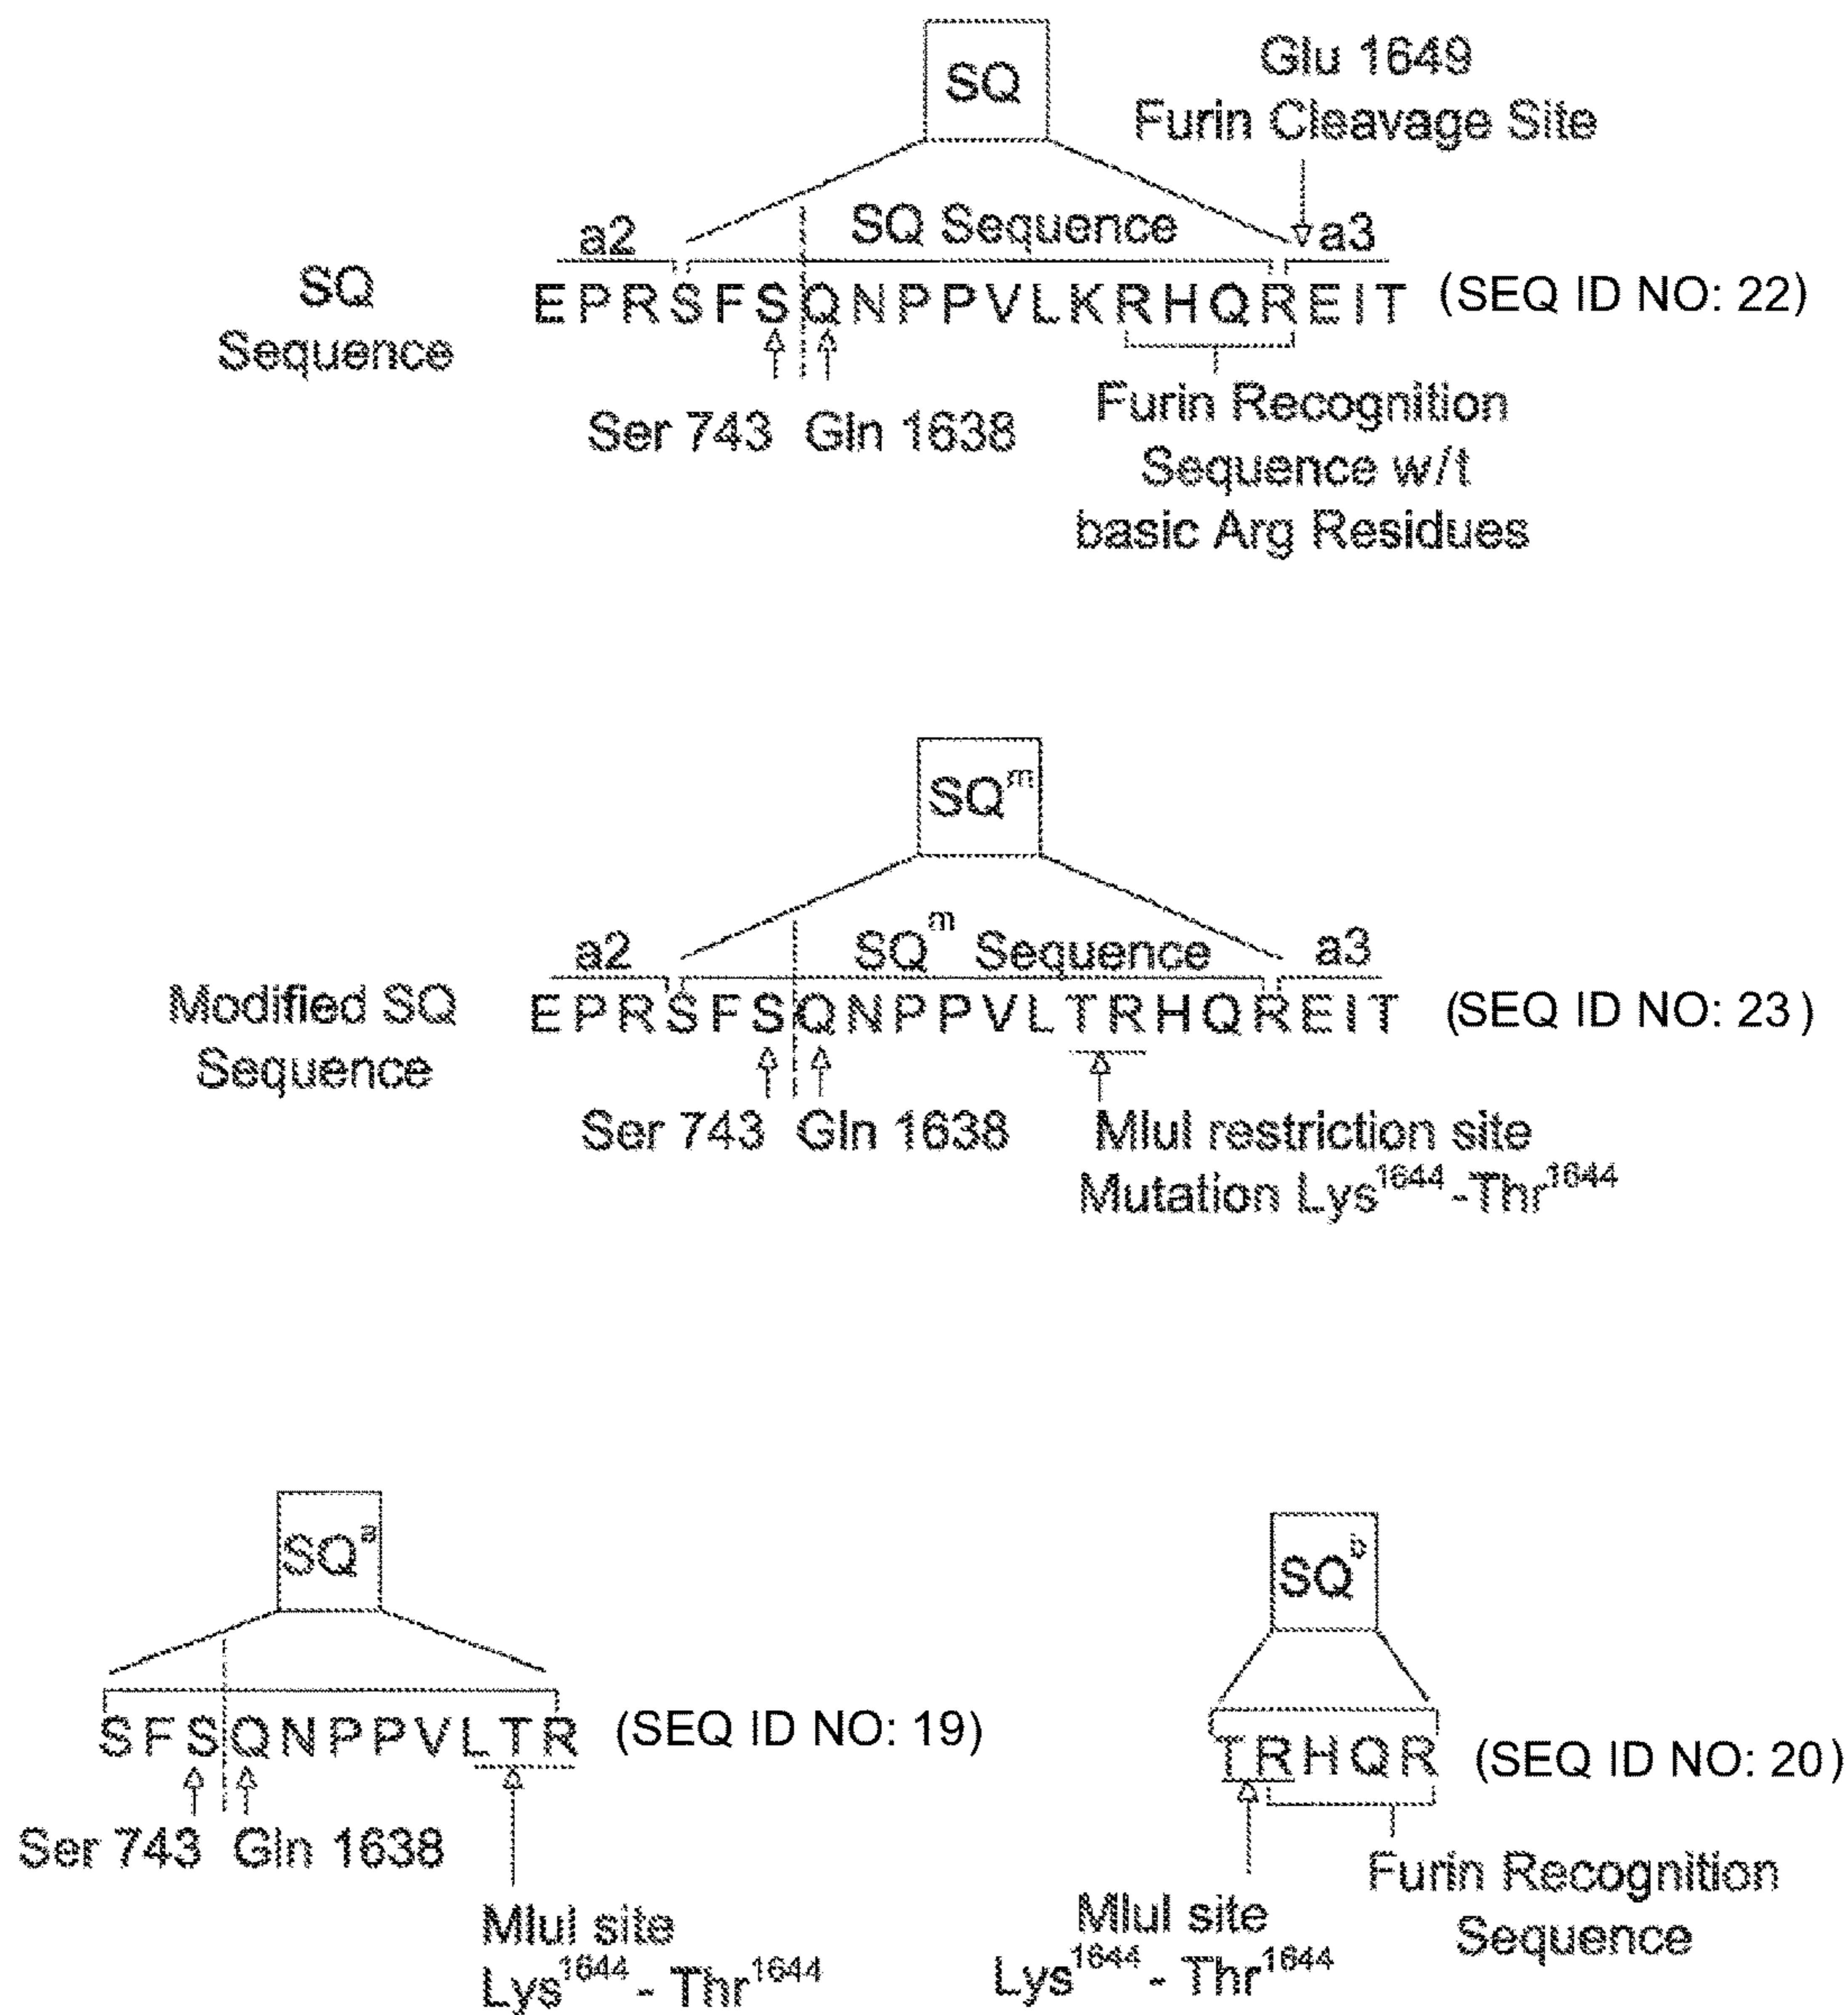 SQ
Glu 1649
Furin Cleavage Site
a2
SQ Sequence
a3
SQ
Sequence
EPRSFSQNPPVLKRHQREIT
(SEQ ID NO: 22)
Ser 743
Gln 1638
Furin Recognition
Sequence w/t
basic Arg Residues
SQᵐ
a2
SQᵐ Sequence
a3
Modified SQ
Sequence
EPRSFSQNPPVLTRHQREIT
(SEQ ID NO: 23)
Ser 743
Gln 1638
MluI restriction site
Mutation Lys¹⁶⁴⁴-Thr¹⁶⁴⁴
SQᵃ
SFSQNPPVLTR
(SEQ ID NO: 19)
Ser 743
Gln 1638
MluI site
Lys¹⁶⁴⁴ - Thr¹⁶⁴⁴
SQᵇ
TRHQR
(SEQ ID NO: 20)
MluI site
Lys¹⁶⁴⁴ - Thr¹⁶⁴⁴
Furin Recognition
Sequence